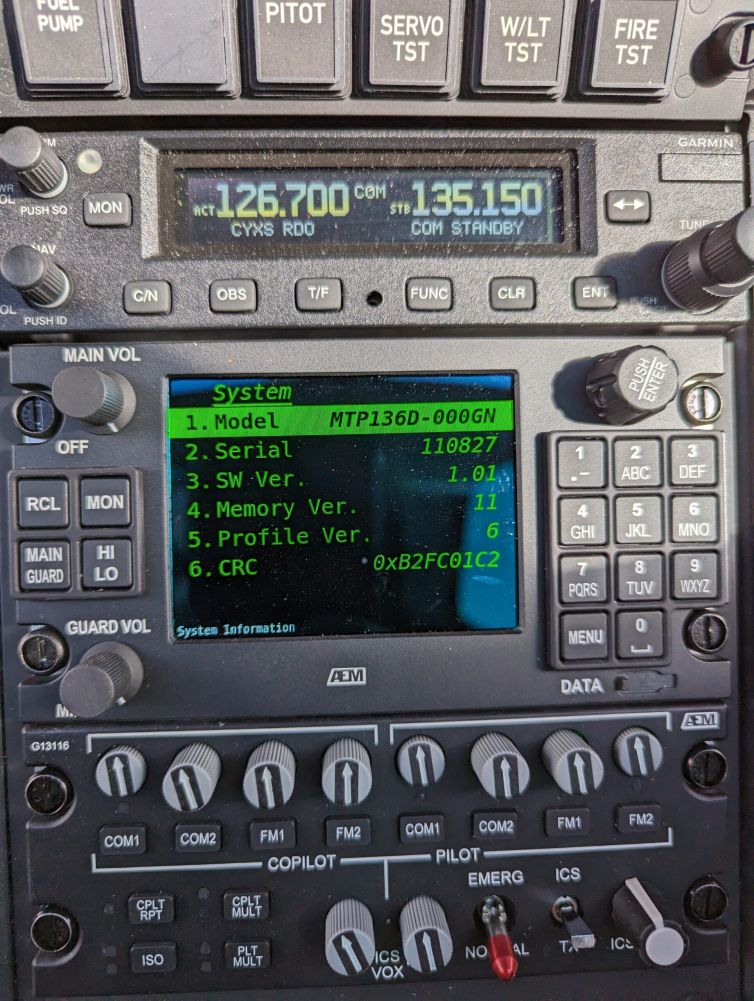 FUEL PUMP
PITOT
SERVO TST
W/LT TST
FIRE TST
GARMIN
PUSH SQ
MON
ACT 126.700 COM STB 135.150
CYXS RDO COM STANDBY
PUSH ID
C/N OBS T/F FUNC CLR ENT
MAIN VOL
OFF
PUSH/ENTER
System
1. Model MTP136D-000GN
2. Serial 110827
3. SW Ver. 1.01
4. Memory Ver. 11
5. Profile Ver. 6
6. CRC 0xB2FC01C2
System Information
RCL MON
MAIN GUARD HI LO
GUARD VOL
1 .- 2 ABC 3 DEF
4 GHI 5 JKL 6 MNO
7 PQRS 8 TUV 9 WXYZ
MENU 0
AEM
DATA
G13116
AEM
COM1 COM2 FM1 FM2 COM1 COM2 FM1 FM2
COPILOT PILOT
CPLT RPT CPLT MULT
ISO PLT MULT
ICS VOX
EMERG
ICS
TX